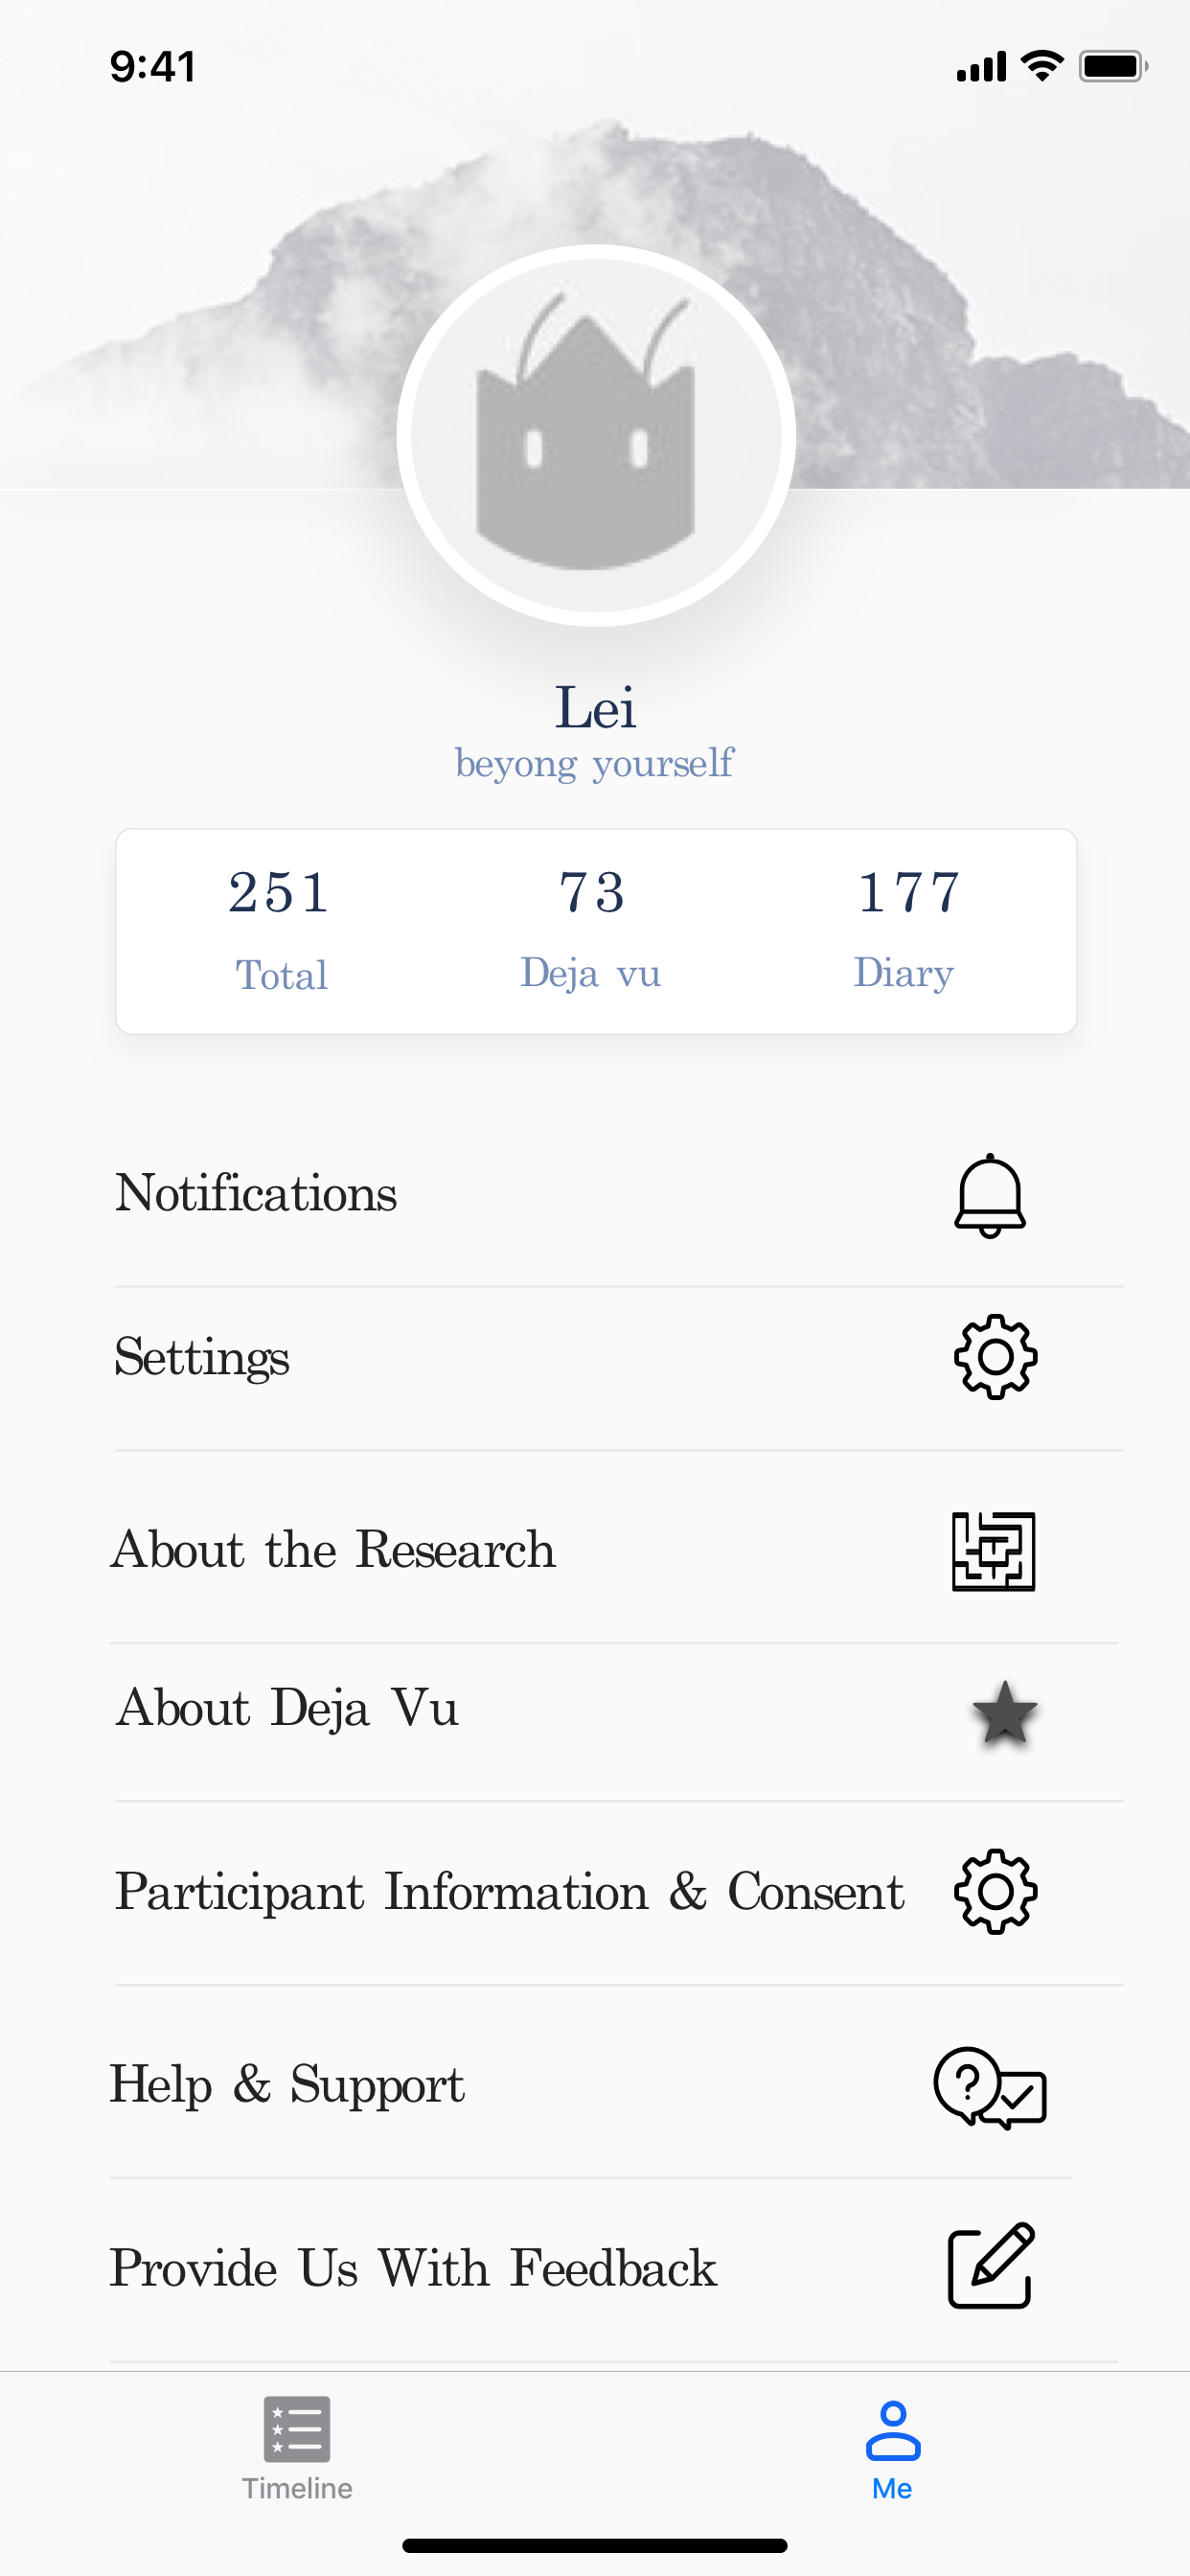 9:41
Lei
beyong yourself
251 73 177
Total Deja vu Diary
Notifications
Settings
About the Research
About Deja Vu
Participant Information & Consent
Help & Support
Provide Us With Feedback
Timeline Me